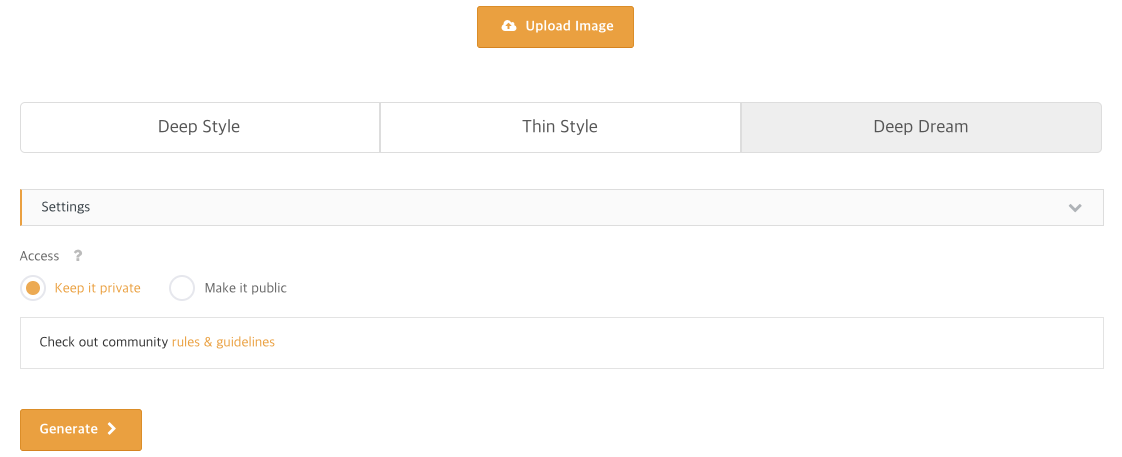 Upload Image
Deep Style
Thin Style
Deep Dream
Settings
Access ?
Keep it private
Make it public
Check out community rules & guidelines
Generate